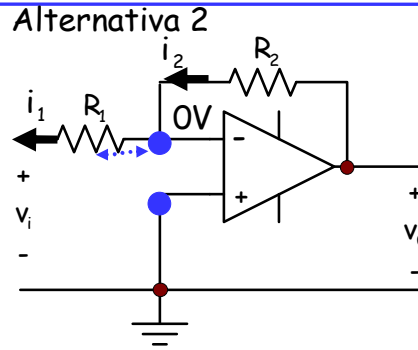 Alternativa 2
i2 R2
i1 R1 0V
-
+
+ +
vi v
- -